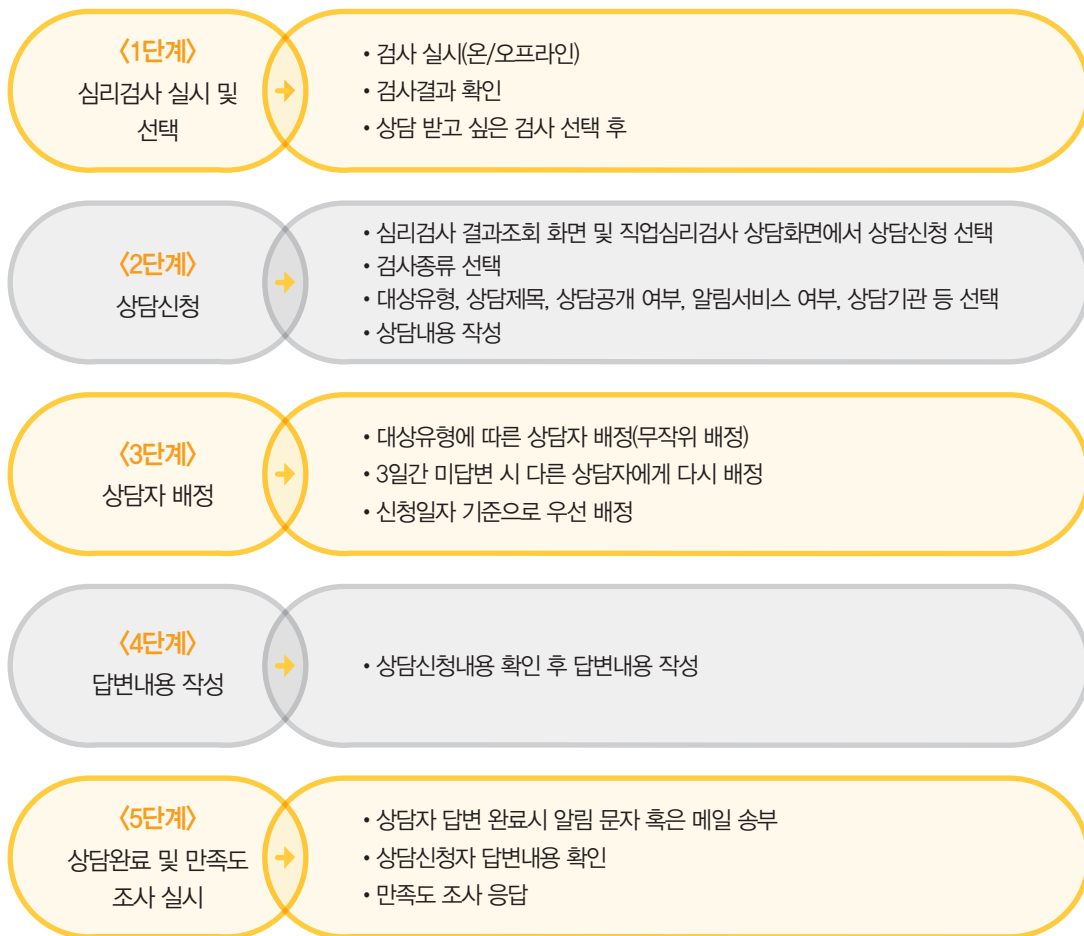 〈1단계〉
심리검사 실시 및
선택
• 검사 실시(온/오프라인)
• 검사결과 확인
• 상담 받고 싶은 검사 선택 후
〈2단계〉
상담신청
• 심리검사 결과조회 화면 및 직업심리검사 상담화면에서 상담신청 선택
• 검사종류 선택
• 대상유형, 상담제목, 상담공개 여부, 알림서비스 여부, 상담기관 등 선택
• 상담내용 작성
〈3단계〉
상담자 배정
• 대상유형에 따른 상담자 배정(무작위 배정)
• 3일간 미답변 시 다른 상담자에게 다시 배정
• 신청일자 기준으로 우선 배정
〈4단계〉
답변내용 작성
• 상담신청내용 확인 후 답변내용 작성
〈5단계〉
상담완료 및 만족도
조사 실시
• 상담자 답변 완료시 알림 문자 혹은 메일 송부
• 상담신청자 답변내용 확인
• 만족도 조사 응답